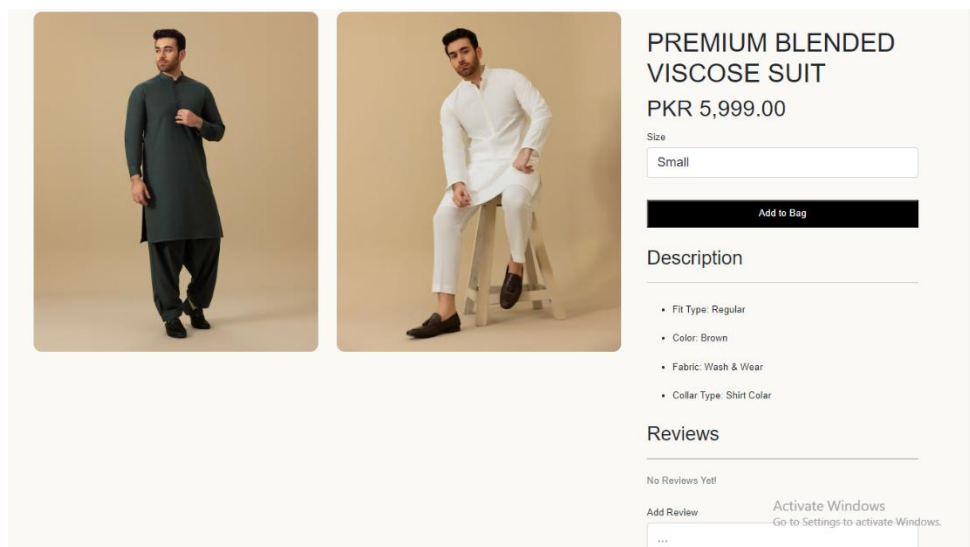 PREMIUM BLENDED
VISCOSE SUIT
PKR 5,999.00
Size
Small
Add to Bag
Description
Fit Type: Regular
Color: Brown
Fabric: Wash & Wear
Collar Type: Shirt Colar
Reviews
No Reviews Yet!
Add Review
...
Activate Windows
Go to Settings to activate Windows.